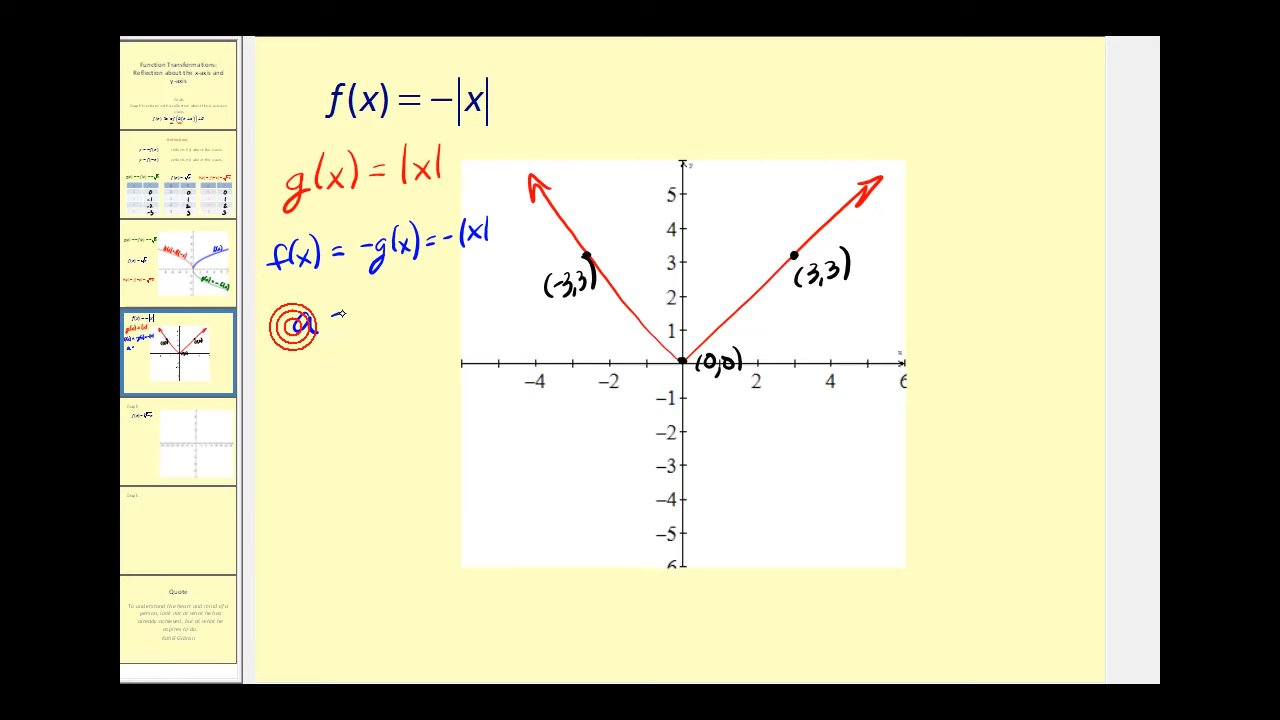 Function Transformations:
Reflection about the x-axis and
y-axis
Quote
To understand the heart and mind of a
person, look not at what he has
already achieved, but at what he
aspires to do.
Kahlil Gibran
f(x) = −|x|
g(x) = |x|
f(x) = -g(x) = -|x|
a =
y
5
4
3
2
1
−1
−2
−3
−4
−5
6
−4
−2
2
4
6
x
(-3,3)
(3,3)
(0,0)